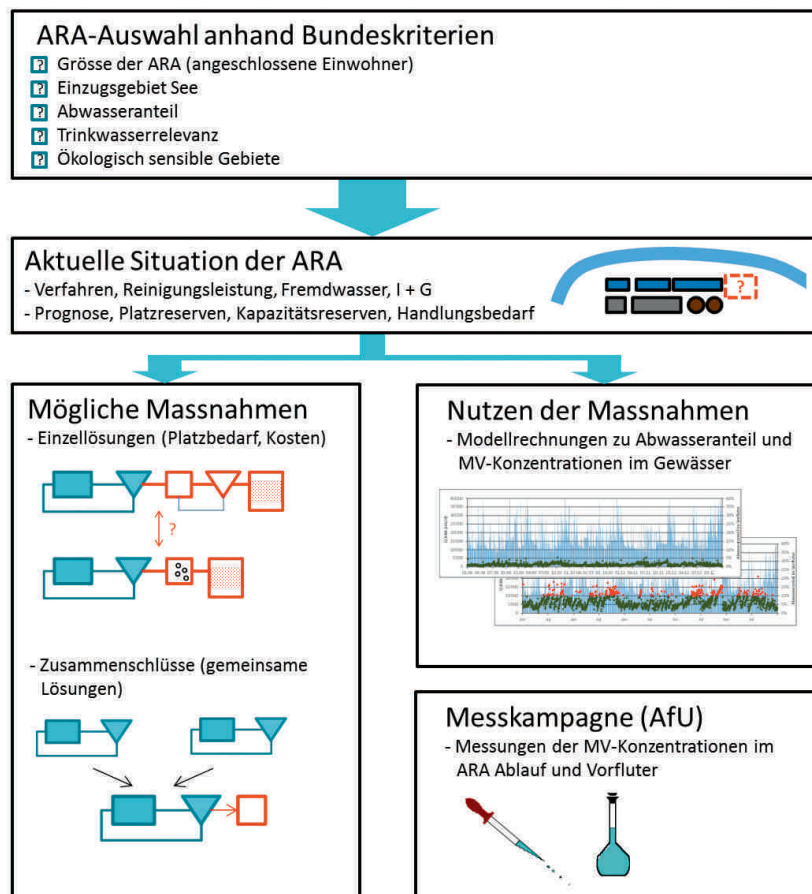 ARA-Auswahl anhand Bundeskriterien
? Grösse der ARA (angeschlossene Einwohner)
? Einzugsgebiet See
? Abwasseranteil
? Trinkwasserrelevanz
? Ökologisch sensible Gebiete
Aktuelle Situation der ARA
- Verfahren, Reinigungsleistung, Fremdwasser, I + G
- Prognose, Platzreserven, Kapazitätsreserven, Handlungsbedarf
?
Mögliche Massnahmen
- Einzellösungen (Platzbedarf, Kosten)
?
- Zusammenschlüsse (gemeinsame
Lösungen)
Nutzen der Massnahmen
- Modellrechnungen zu Abwasseranteil und
MV-Konzentrationen im Gewässer
Messkampagne (AfU)
- Messungen der MV-Konzentrationen im
ARA Ablauf und Vorfluter